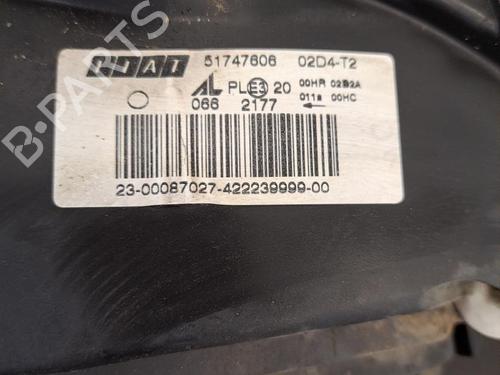 FIAT 51747606 02D4-T2
AL PL E3 20 00HR 02B2A
066 2177 011a 00HC
23-00087027-422239999-00
B-PARTS